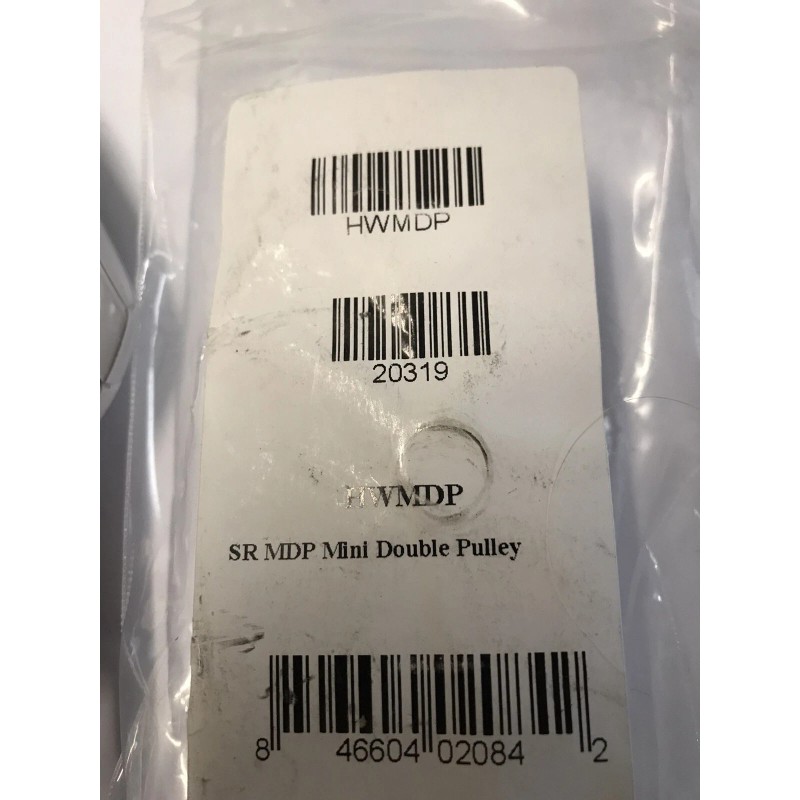 HWMDP
20319
HWMDP
SR MDP Mini Double Pulley
8 46604 02084 2